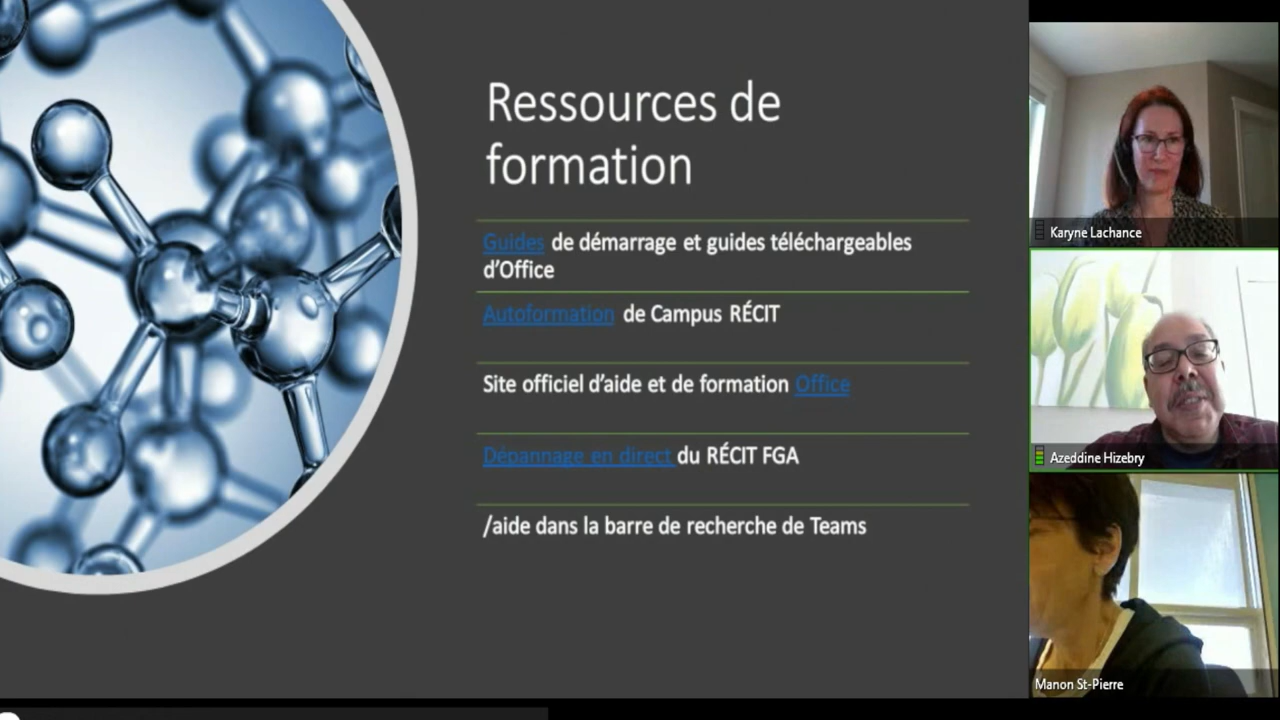 Ressources de
formation
Guides de démarrage et guides téléchargeables
d’Office
Autoformation de Campus RÉCIT
Site officiel d’aide et de formation Office
Dépannage en direct du RÉCIT FGA
/aide dans la barre de recherche de Teams
Karyne Lachance
Azeddine Hizebry
Manon St-Pierre